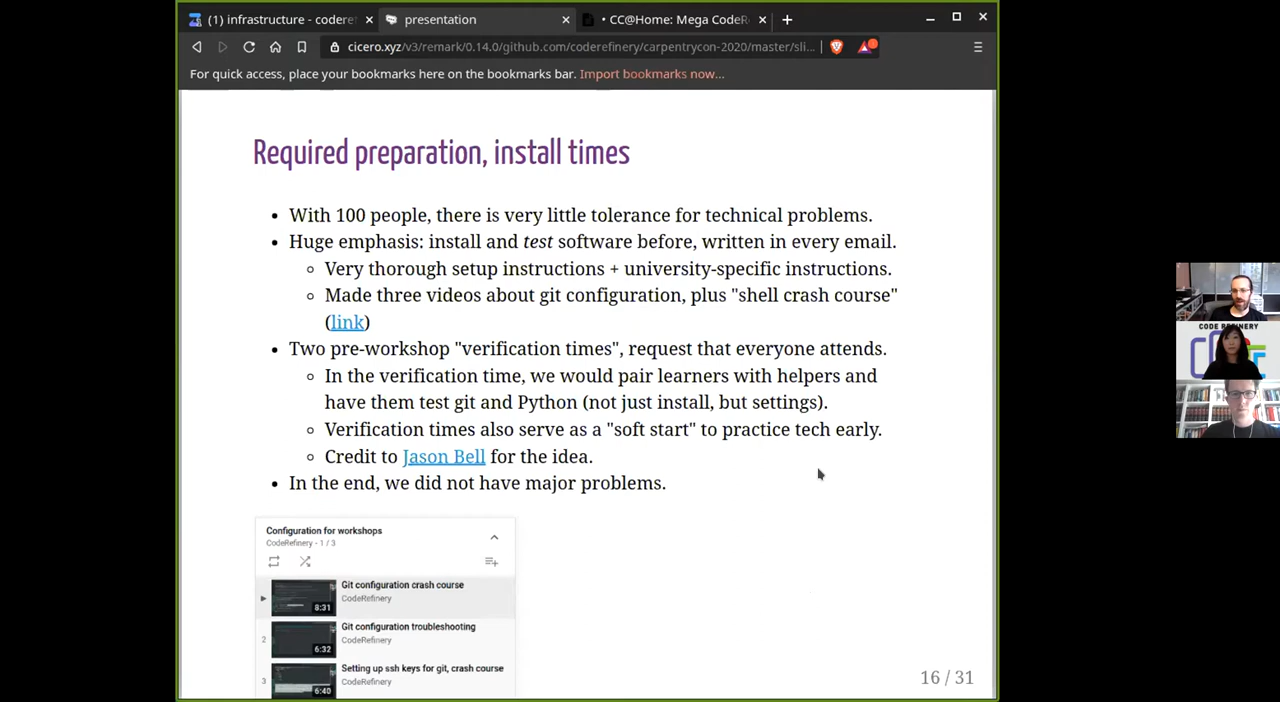 (1) infrastructure - coderef
presentation
• CC@Home: Mega CodeR
cicero.xyz/v3/remark/0.14.0/github.com/coderefinery/carpentrycon-2020/master/sli...
For quick access, place your bookmarks here on the bookmarks bar. Import bookmarks now...
Required preparation, install times
• With 100 people, there is very little tolerance for technical problems.
• Huge emphasis: install and test software before, written in every email.
◦ Very thorough setup instructions + university-specific instructions.
◦ Made three videos about git configuration, plus "shell crash course"
(link)
• Two pre-workshop "verification times", request that everyone attends.
◦ In the verification time, we would pair learners with helpers and
have them test git and Python (not just install, but settings).
◦ Verification times also serve as a "soft start" to practice tech early.
◦ Credit to Jason Bell for the idea.
• In the end, we did not have major problems.
Configuration for workshops
CodeRefinery - 1 / 3
Git configuration crash course
CodeRefinery
8:31
2
Git configuration troubleshooting
CodeRefinery
6:32
3
Setting up ssh keys for git, crash course
CodeRefinery
6:40
16 / 31
CODE REFINERY